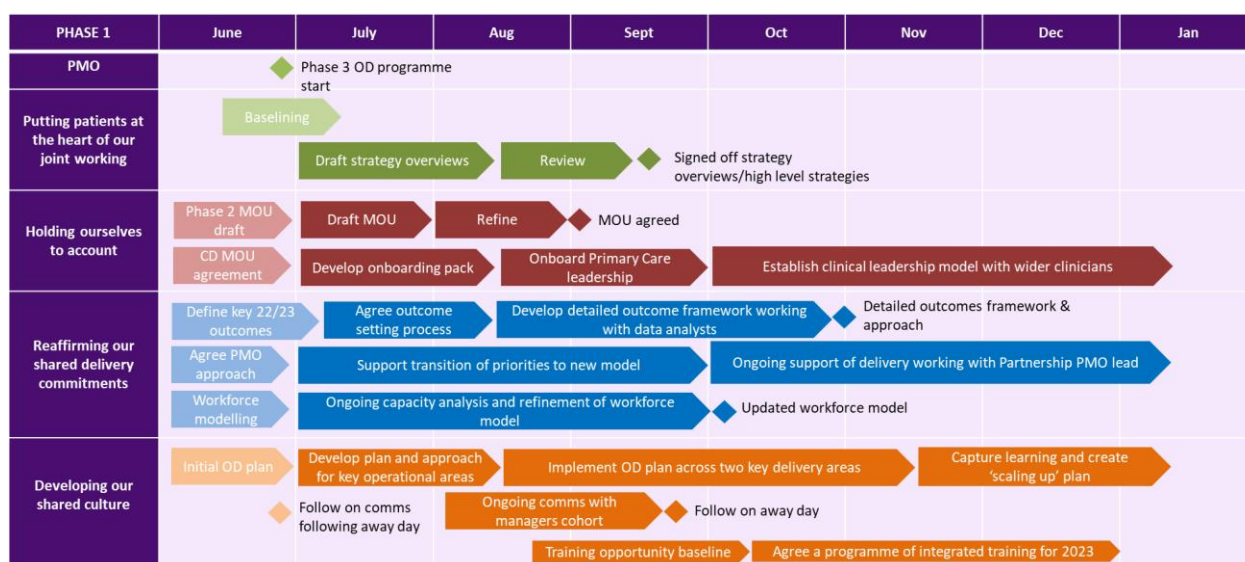 PHASE 1 June July Aug Sept Oct Nov Dec Jan
PMO
Phase 3 OD programme
start
Putting patients at
the heart of our
joint working
Baselining
Draft strategy overviews
Review
Signed off strategy
overviews/high level strategies
Holding ourselves
to account
Phase 2 MOU
draft
Draft MOU
Refine
MOU agreed
CD MOU
agreement
Develop onboarding pack
Onboard Primary Care
leadership
Establish clinical leadership model with wider clinicians
Reaffirming our
shared delivery
commitments
Define key 22/23
outcomes
Agree outcome
setting process
Develop detailed outcome framework working
with data analysts
Detailed outcomes framework &
approach
Agree PMO
approach
Support transition of priorities to new model
Ongoing support of delivery working with Partnership PMO lead
Workforce
modelling
Ongoing capacity analysis and refinement of workforce
model
Updated workforce model
Developing our
shared culture
Initial OD plan
Develop plan and approach
for key operational areas
Implement OD plan across two key delivery areas
Capture learning and create
‘scaling up’ plan
Follow on comms
following away day
Ongoing comms with
managers cohort
Follow on away day
Training opportunity baseline
Agree a programme of integrated training for 2023